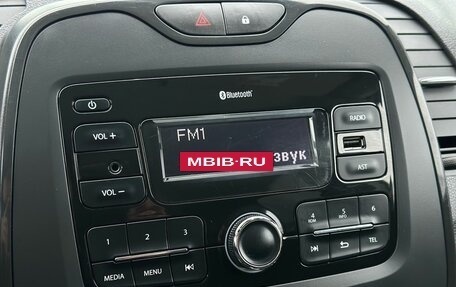 Bluetooth®
VOL +
VOL −
FM1
звук
MBIB-RU
RADIO
AST
1 2 3
4 5 6
ROM INFO
MEDIA MENU
TEL